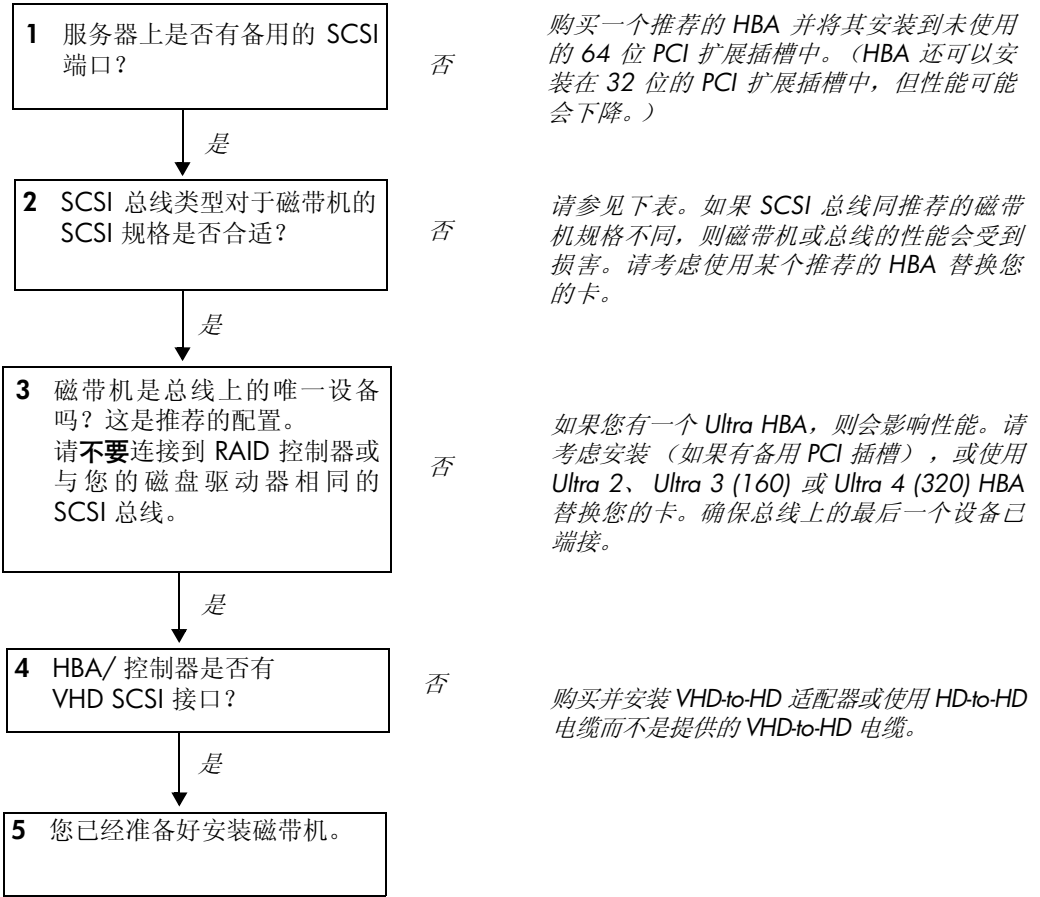 1 服务器上是否有备用的 SCSI
端口？
否
购买一个推荐的 HBA 并将其安装到未使用
的 64 位 PCI 扩展插槽中。（HBA 还可以安
装在 32 位的 PCI 扩展插槽中，但性能可能
会下降。）
是
2 SCSI 总线类型对于磁带机的
SCSI 规格是否合适？
否
请参见下表。如果 SCSI 总线同推荐的磁带
机规格不同，则磁带机或总线的性能会受到
损害。请考虑使用某个推荐的 HBA 替换您
的卡。
是
3 磁带机是总线上的唯一设备
吗？这是推荐的配置。
请不要连接到 RAID 控制器或
与您的磁盘驱动器相同的
SCSI 总线。
否
如果您有一个 Ultra HBA，则会影响性能。请
考虑安装 （如果有备用 PCI 插槽），或使用
Ultra 2、 Ultra 3 (160) 或 Ultra 4 (320) HBA
替换您的卡。确保总线上的最后一个设备已
端接。
是
4 HBA/ 控制器是否有
VHD SCSI 接口？
否
购买并安装 VHD-to-HD 适配器或使用 HD-to-HD
电缆而不是提供的 VHD-to-HD 电缆。
是
5 您已经准备好安装磁带机。